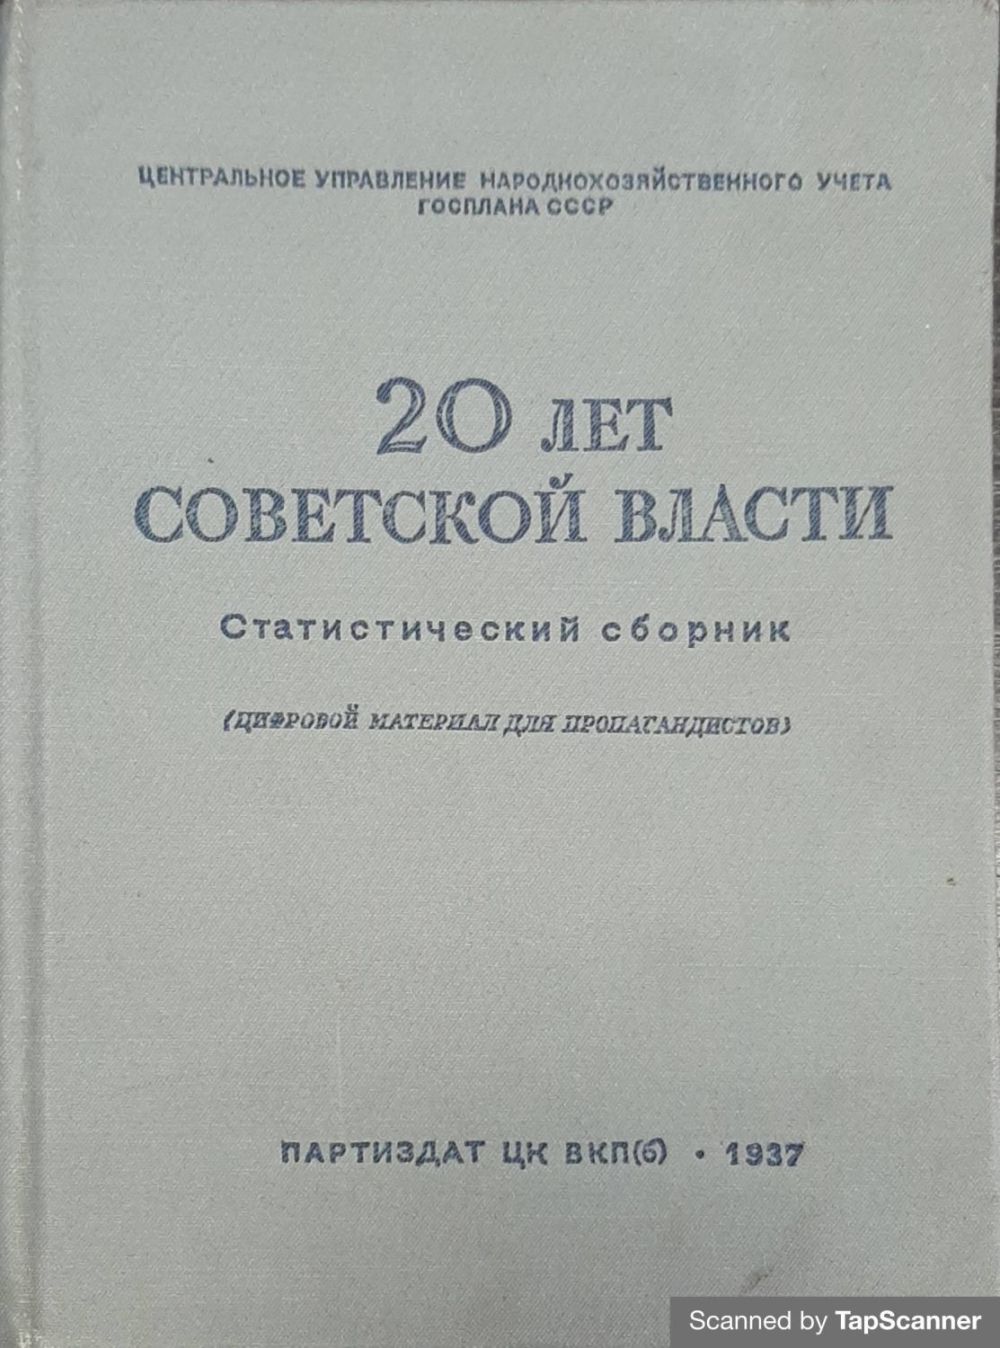 ЦЕНТРАЛЬНОЕ УПРАВЛЕНИЕ НАРОДНОХОЗЯЙСТВЕННОГО УЧЕТА
ГОСПЛАНА СССР
20 ЛЕТ
СОВЕТСКОЙ ВЛАСТИ
Статистический сборник
(ЦИФРОВОЙ МАТЕРИАЛ ДЛЯ ПРОПАГАНДИСТОВ)
ПАРТИЗДАТ ЦК ВКП(б) • 1937
Scanned by TapScanner